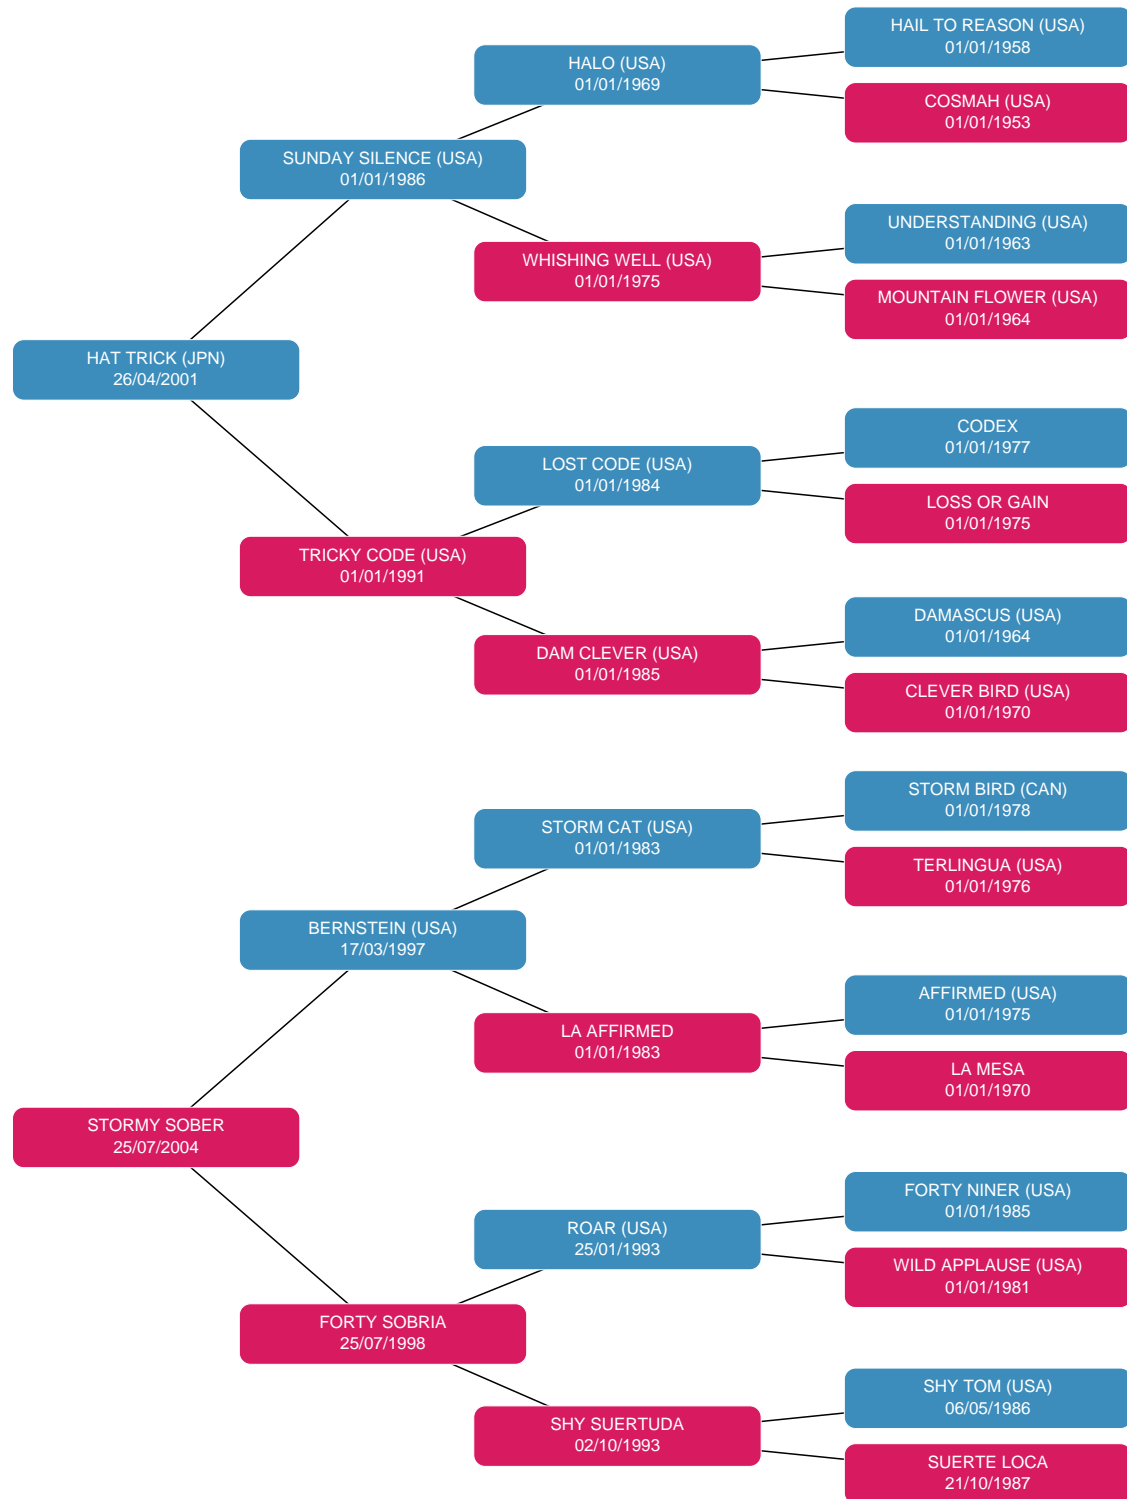 HAIL TO REASON (USA)
01/01/1958
HALO (USA)
01/01/1969
COSMAH (USA)
01/01/1953
SUNDAY SILENCE (USA)
01/01/1986
UNDERSTANDING (USA)
01/01/1963
WHISHING WELL (USA)
01/01/1975
MOUNTAIN FLOWER (USA)
01/01/1964
HAT TRICK (JPN)
26/04/2001
CODEX
01/01/1977
LOST CODE (USA)
01/01/1984
LOSS OR GAIN
01/01/1975
TRICKY CODE (USA)
01/01/1991
DAMASCUS (USA)
01/01/1964
DAM CLEVER (USA)
01/01/1985
CLEVER BIRD (USA)
01/01/1970
STORM BIRD (CAN)
01/01/1978
STORM CAT (USA)
01/01/1983
TERLINGUA (USA)
01/01/1976
BERNSTEIN (USA)
17/03/1997
AFFIRMED (USA)
01/01/1975
LA AFFIRMED
01/01/1983
LA MESA
01/01/1970
STORMY SOBER
25/07/2004
FORTY NINER (USA)
01/01/1985
ROAR (USA)
25/01/1993
WILD APPLAUSE (USA)
01/01/1981
FORTY SOBRIA
25/07/1998
SHY TOM (USA)
06/05/1986
SHY SUERTUDA
02/10/1993
SUERTE LOCA
21/10/1987